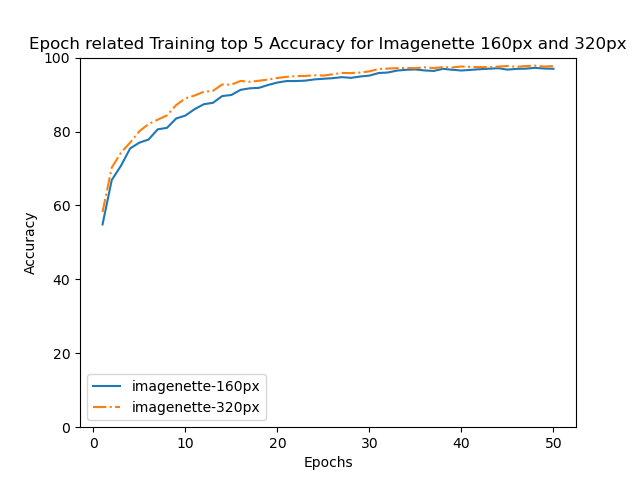 Epoch related Training top 5 Accuracy for Imagenette 160px and 320px
100
80
60
40
20
0
Accuracy
imagenette-160px
imagenette-320px
0 10 20 30 40 50
Epochs